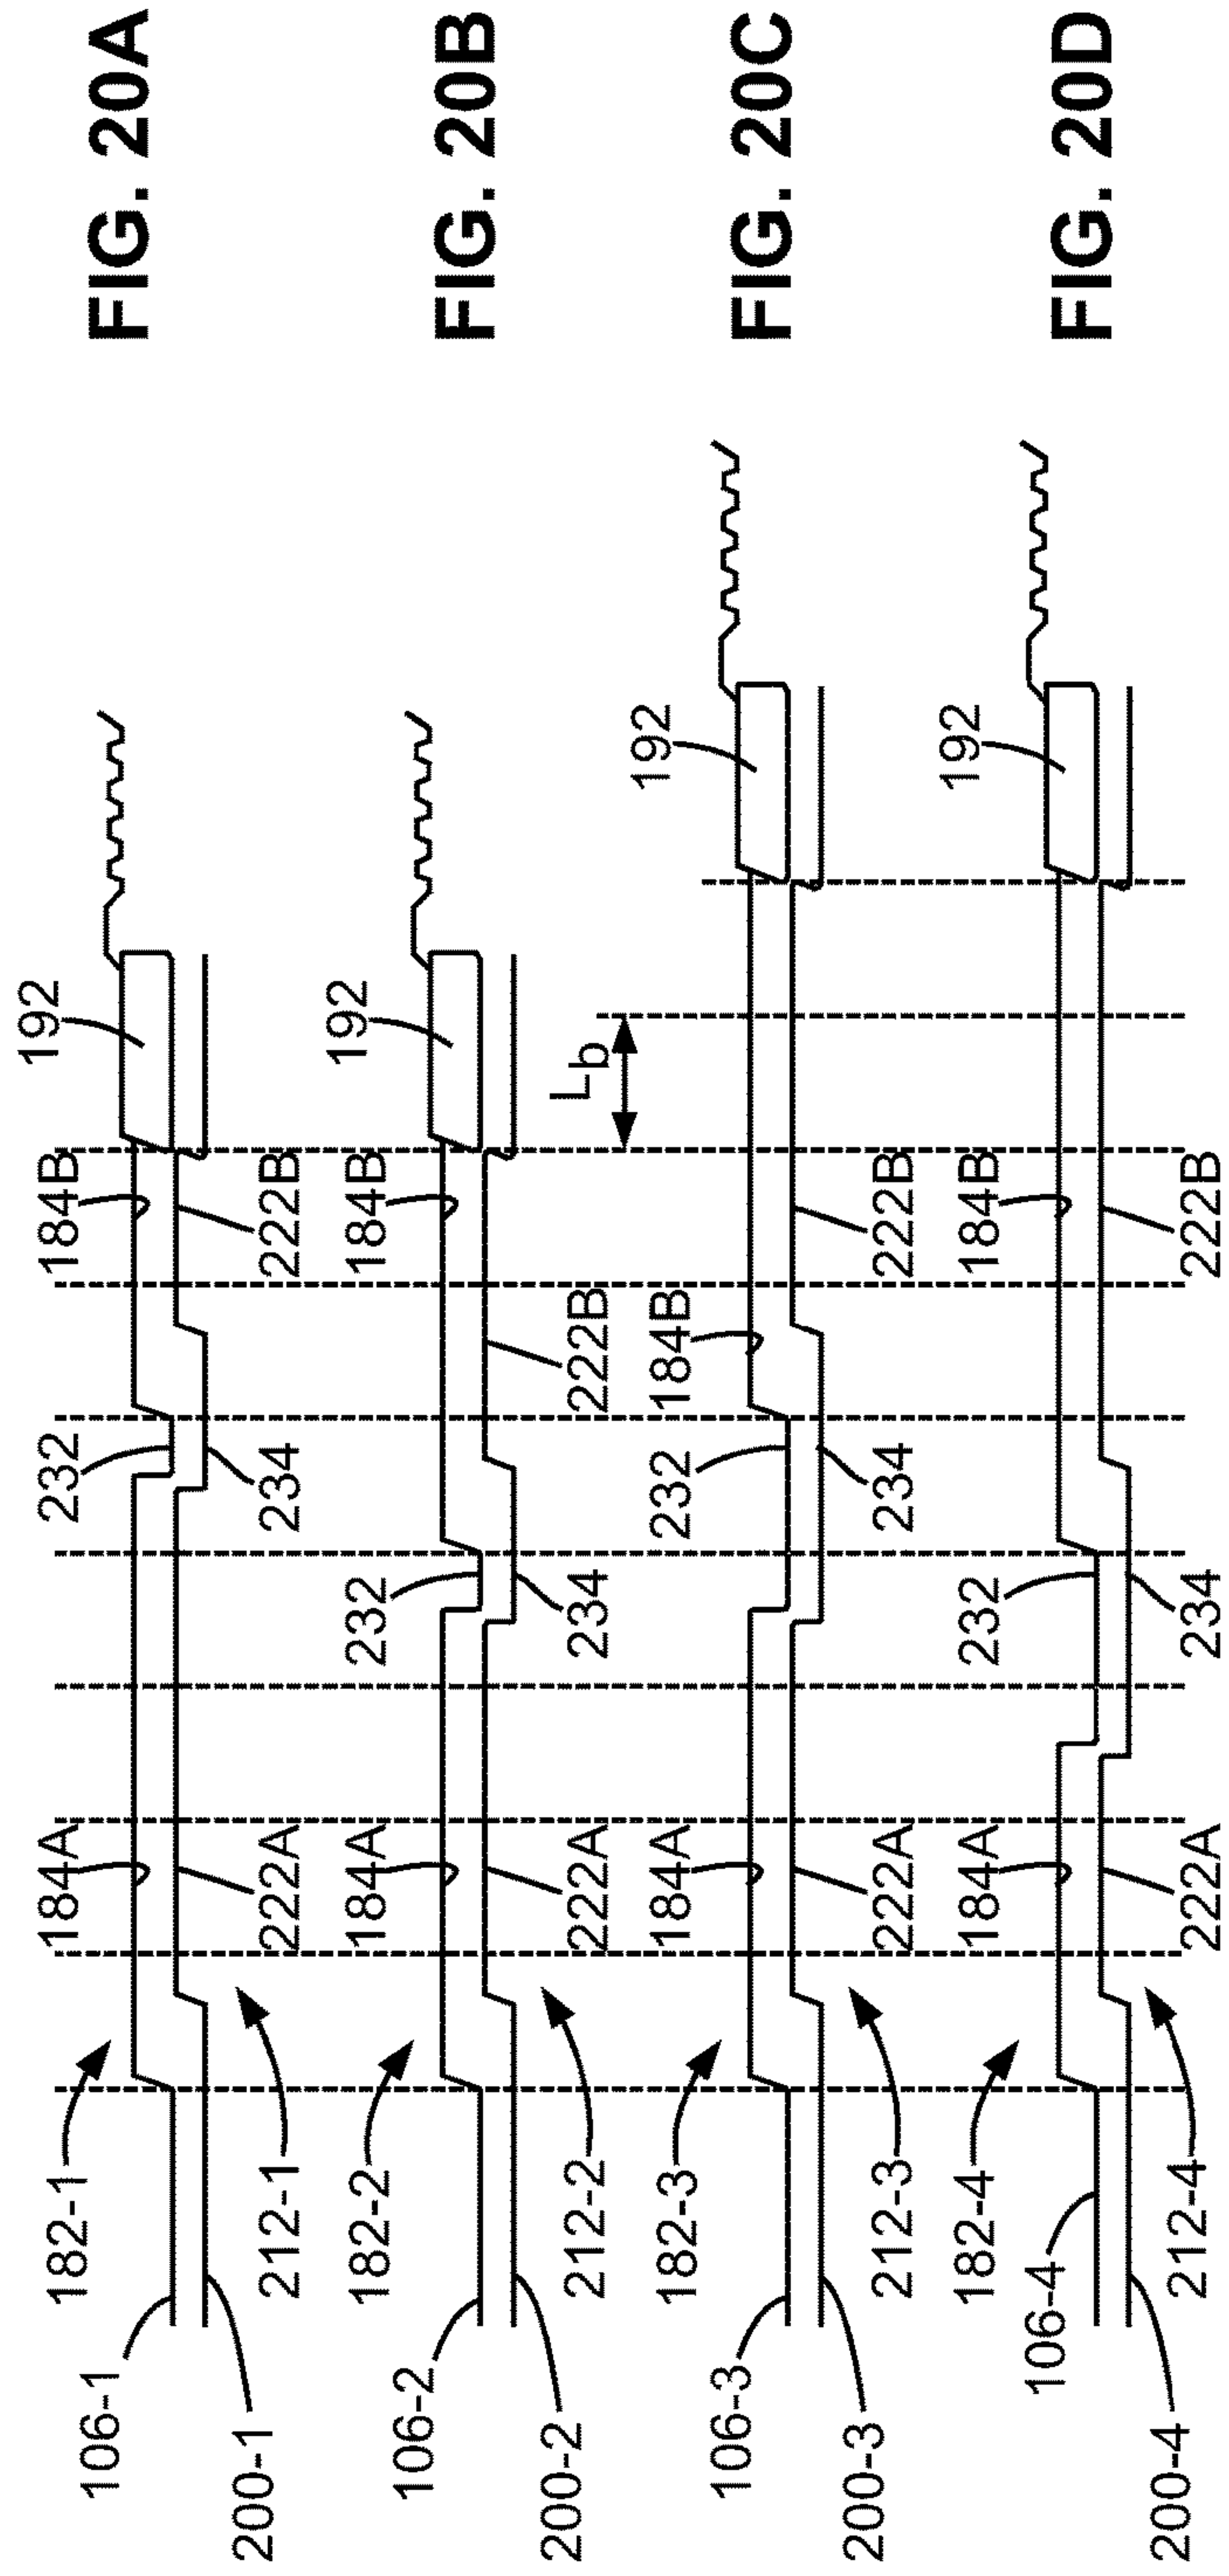 FIG. 20A
182-1
184A
232
184B
192
106-1
200-1
212-1
222A
234
222B
FIG. 20B
182-2
184A
232
184B
192
106-2
200-2
212-2
222A
234
222B
Lb
FIG. 20C
182-3
184A
232
184B
192
106-3
200-3
212-3
222A
234
222B
FIG. 20D
182-4
184A
232
184B
192
106-4
200-4
212-4
222A
234
222B